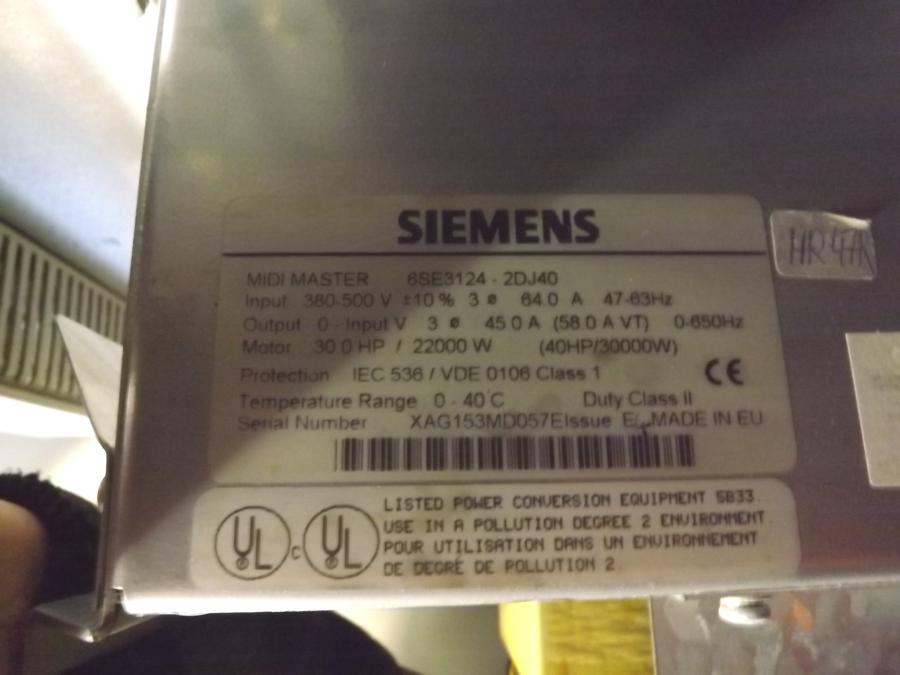 SIEMENS
MIDI MASTER 6SE3124 - 2DJ40
Input 380-500 V ±10 % 3 ø 64.0 A 47-63Hz
Output 0 - Input V 3 ø 45.0 A (58.0 A VT) 0-650Hz
Motor 30.0 HP / 22000 W (40HP/30000W)
Protection IEC 536 / VDE 0106 Class 1
CE
Temperature Range 0 - 40°C Duty Class II
Serial Number XAG153MD057EIssue MADE IN EU
UL C UL
LISTED POWER CONVERSION EQUIPMENT 5B33.
USE IN A POLLUTION DEGREE 2 ENVIRONMENT
POUR UTILISATION DANS UN ENVIRONNEMENT
DE DEGRÉ DE POLLUTION 2.